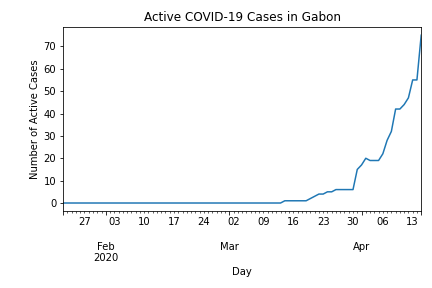 Active COVID-19 Cases in Gabon
Number of Active Cases
70
60
50
40
30
20
10
0
27 03 10 17 24 02 09 16 23 30 06 13
Feb Mar Apr
2020
Day